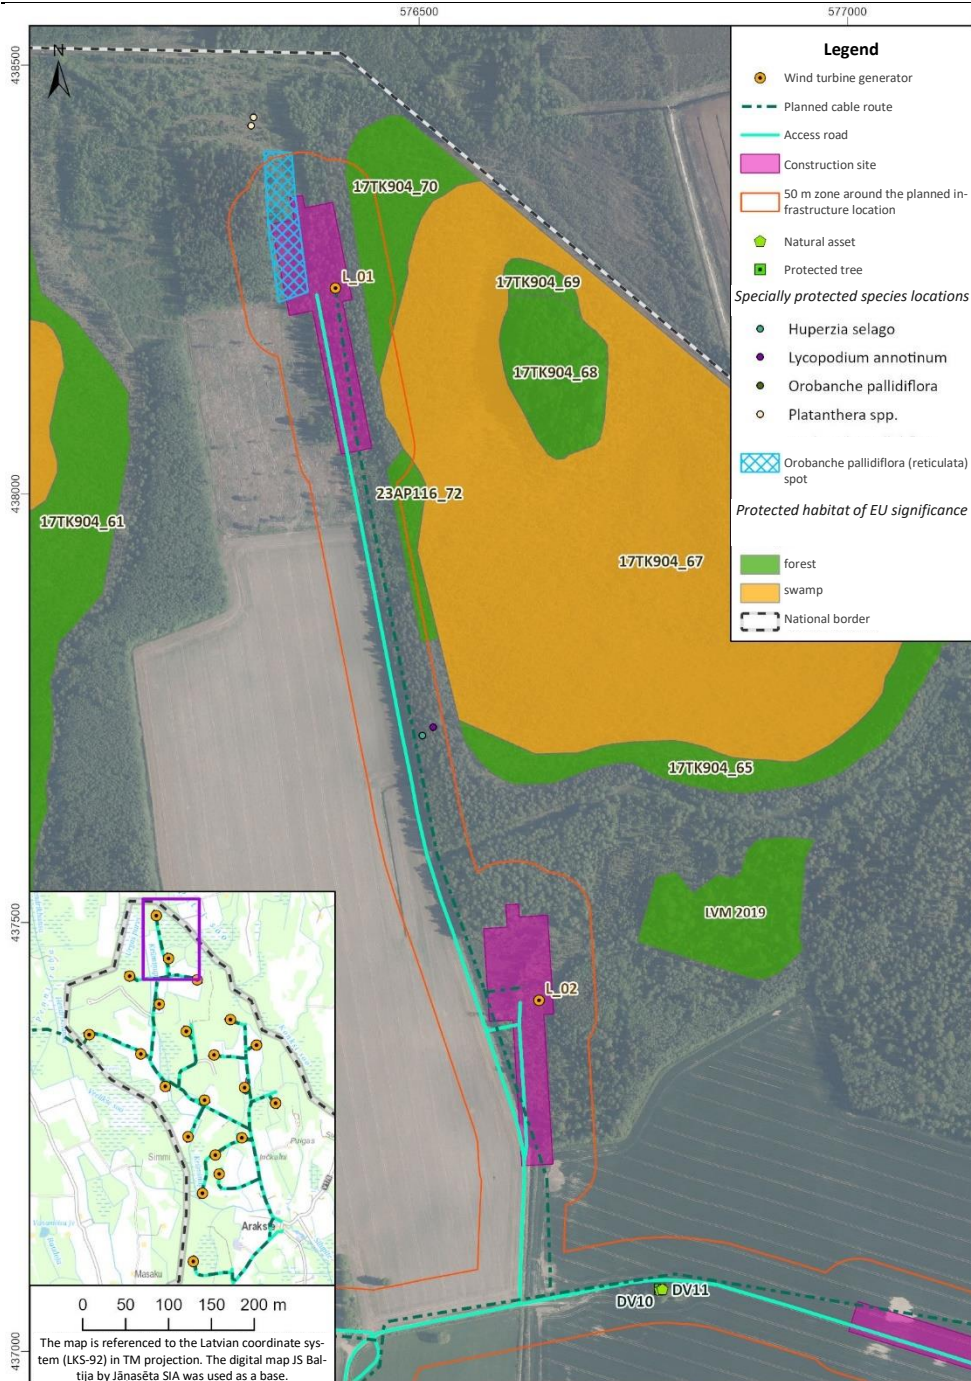 576500
577000
438500
438000
437500
437000
N
Legend
Wind turbine generator
Planned cable route
Access road
Construction site
50 m zone around the planned in-
frastructure location
Natural asset
Protected tree
Specially protected species locations
Huperzia selago
Lycopodium annotinum
Orobanche pallidiflora
Platanthera spp.
Orobanche pallidiflora (reticulata)
spot
Protected habitat of EU significance
forest
swamp
National border
17TK904_70
L_01
17TK904_69
17TK904_68
23AP116_72
17TK904_61
17TK904_67
17TK904_65
LVM 2019
L_02
DV10
DV11
Simmi
Puigua
Arakste
Masaku
0 50 100 150 200 m
The map is referenced to the Latvian coordinate sys-
tem (LKS-92) in TM projection. The digital map JS Bal-
tija by Jānasēta SIA was used as a base.